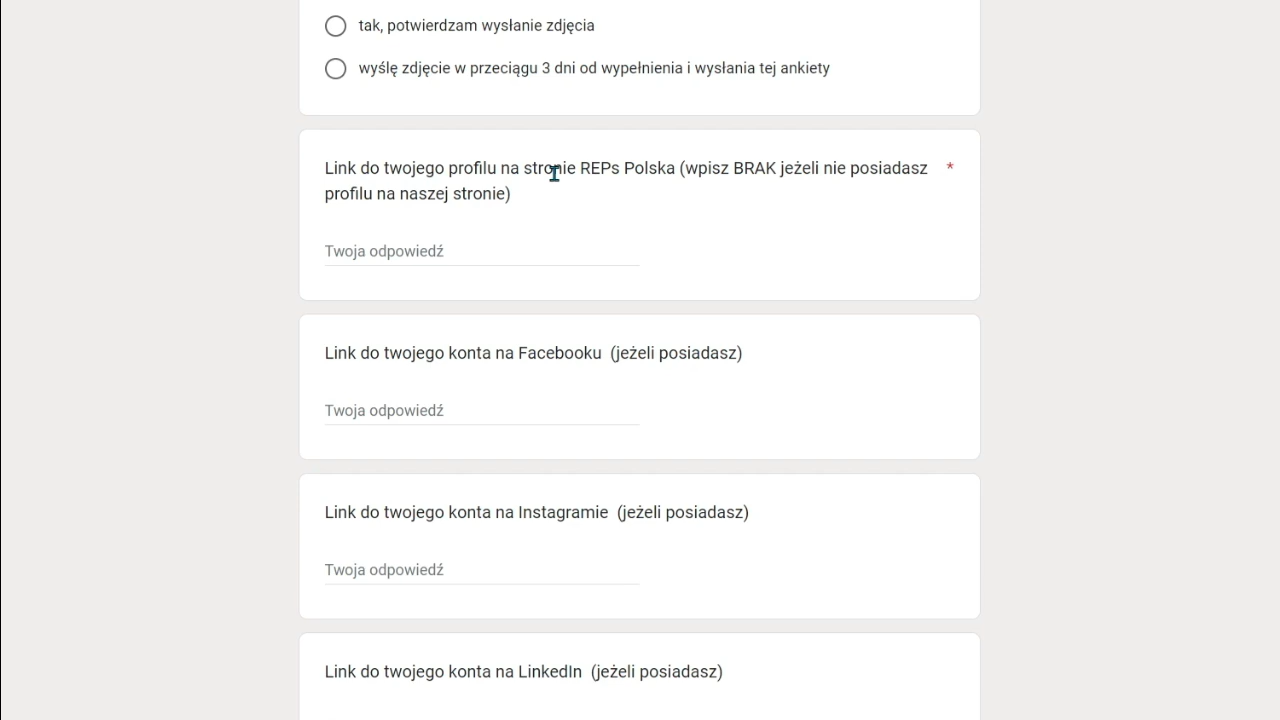 tak, potwierdzam wysłanie zdjęcia
wyślę zdjęcie w przeciągu 3 dni od wypełnienia i wysłania tej ankiety
Link do twojego profilu na stronie REPs Polska (wpisz BRAK jeżeli nie posiadasz *
profilu na naszej stronie)
Twoja odpowiedź
Link do twojego konta na Facebooku  (jeżeli posiadasz)
Twoja odpowiedź
Link do twojego konta na Instagramie  (jeżeli posiadasz)
Twoja odpowiedź
Link do twojego konta na LinkedIn  (jeżeli posiadasz)